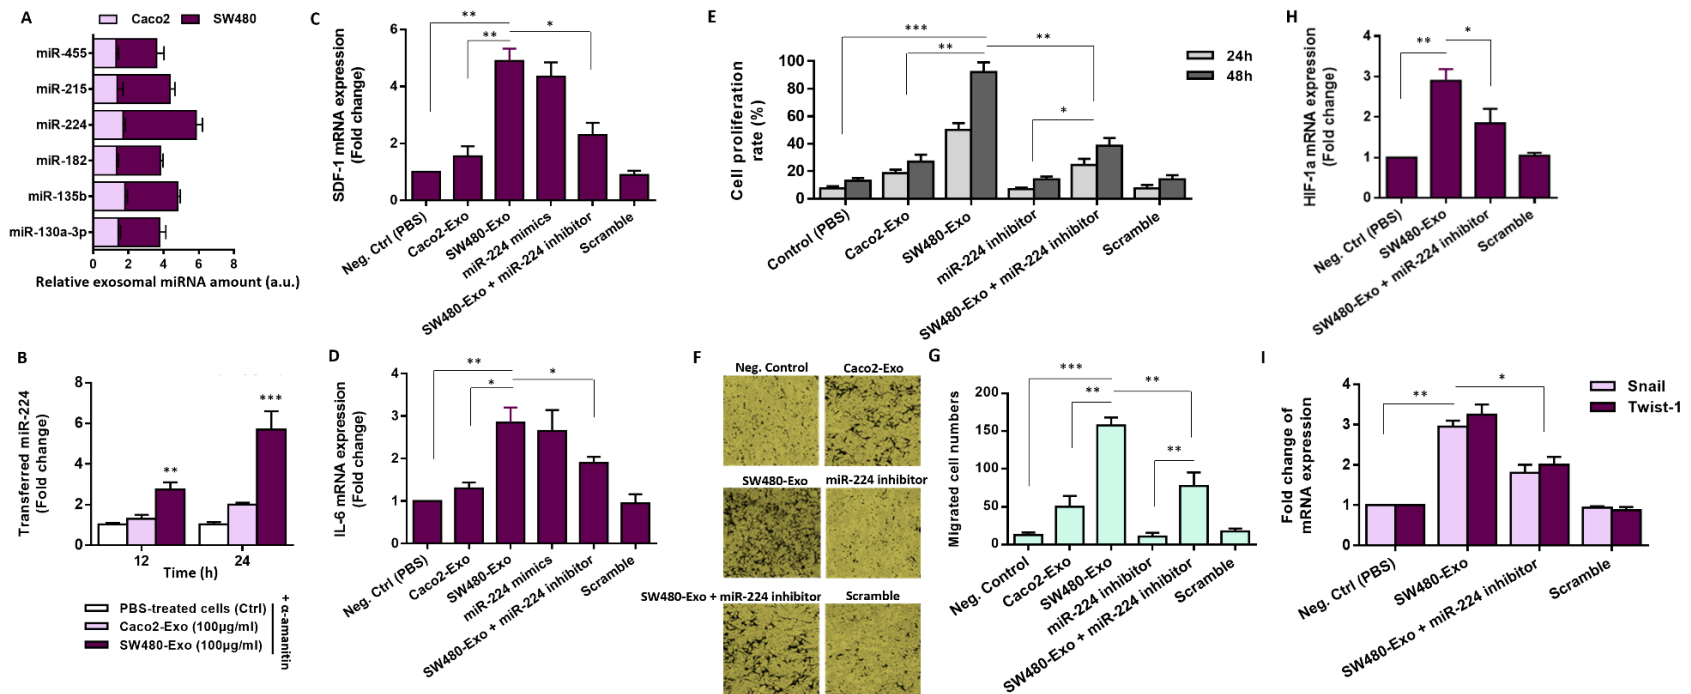 A
Caco2 SW480
miR-455
miR-215
miR-224
miR-182
miR-135b
miR-130a-3p
0 2 4 6 8
Relative exosomal miRNA amount (a.u.)
B
Transferred miR-224
(Fold change)
8
6
4
2
0
**
***
12 24
Time (h)
PBS-treated cells (Ctrl)
Caco2-Exo (100µg/ml)
SW480-Exo (100µg/ml)
+ α-amanitin
C
SDF-1 mRNA expression
(Fold change)
6
4
2
0
**
**
*
Neg. Ctrl (PBS)
Caco2-Exo
SW480-Exo
miR-224 mimics
SW480-Exo + miR-224 inhibitor
Scramble
D
IL-6 mRNA expression
(Fold change)
4
3
2
1
0
**
*
*
Neg. Ctrl (PBS)
Caco2-Exo
SW480-Exo
miR-224 mimics
SW480-Exo + miR-224 inhibitor
Scramble
E
Cell proliferation
rate (%)
100
80
60
40
20
0
***
**
**
*
24h
48h
Control (PBS)
Caco2-Exo
SW480-Exo
miR-224 inhibitor
SW480-Exo + miR-224 inhibitor
Scramble
F
Neg. Control Caco2-Exo
SW480-Exo miR-224 inhibitor
SW480-Exo + miR-224 inhibitor Scramble
G
Migrated cell numbers
200
150
100
50
0
***
**
**
**
Neg. Control
Caco2-Exo
SW480-Exo
miR-224 inhibitor
SW480-Exo + miR-224 inhibitor
Scramble
H
HIF-1a mRNA expression
(Fold change)
4
3
2
1
0
**
*
Neg. Ctrl (PBS)
SW480-Exo
SW480-Exo + miR-224 inhibitor
Scramble
I
Fold change of
mRNA expression
4
3
2
1
0
**
*
Snail
Twist-1
Neg. Ctrl (PBS)
SW480-Exo
SW480-Exo + miR-224 inhibitor
Scramble